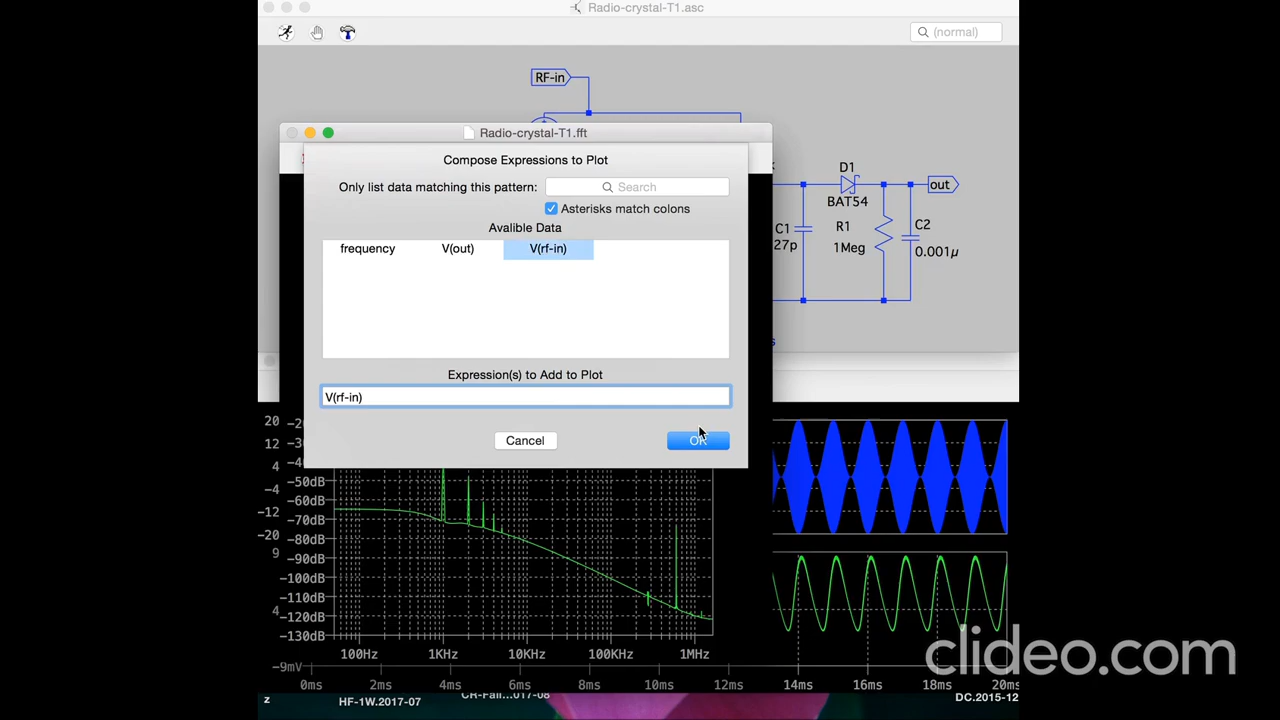 Radio-crystal-T1.asc
(normal)
RF-in
Radio-crystal-T1.fft
Compose Expressions to Plot
Only list data matching this pattern:
Search
Asterisks match colons
Avalible Data
frequency V(out) V(rf-in)
Expression(s) to Add to Plot
V(rf-in)
Cancel OK
D1
BAT54
out
C1
27p
R1
1Meg
C2
0.001µ
20
12
4
-4
-12
-20
9
4
-9mV
-50dB
-60dB
-70dB
-80dB
-90dB
-100dB
-110dB
-120dB
-130dB
100Hz 1KHz 10KHz 100KHz 1MHz
0ms 2ms 4ms 6ms 8ms 10ms 12ms 14ms 16ms 18ms 20ms
HF-1W.2017-07
DC.2015-12
clideo.com